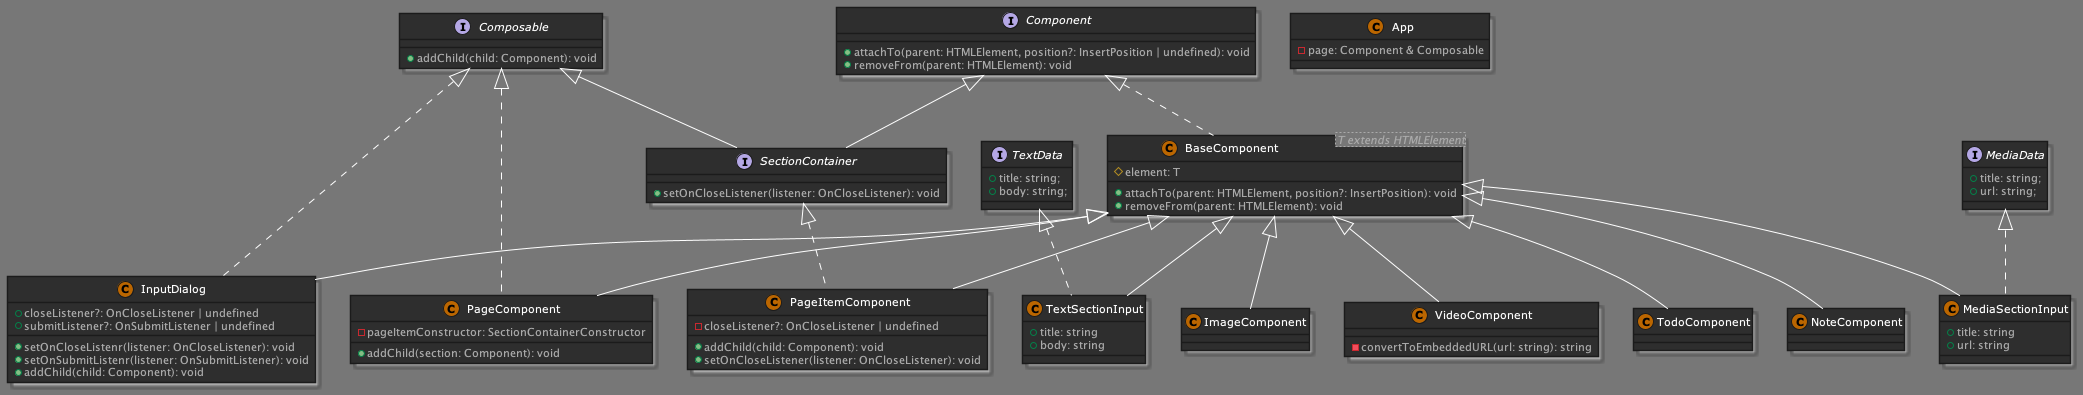 Composable
addChild(child: Component): void
Component
attachTo(parent: HTMLElement, position?: InsertPosition | undefined): void
removeFrom(parent: HTMLElement): void
App
page: Component & Composable
SectionContainer
setOnCloseListener(listener: OnCloseListener): void
TextData
title: string;
body: string;
BaseComponent
T extends HTMLElement
element: T
attachTo(parent: HTMLElement, position?: InsertPosition): void
removeFrom(parent: HTMLElement): void
MediaData
title: string;
url: string;
InputDialog
closeListener?: OnCloseListener | undefined
submitListener?: OnSubmitListener | undefined
setOnCloseListenr(listener: OnCloseListener): void
setOnSubmitListenr(listener: OnSubmitListener): void
addChild(child: Component): void
PageComponent
pageItemConstructor: SectionContainerConstructor
addChild(section: Component): void
PageItemComponent
closeListener?: OnCloseListener | undefined
addChild(child: Component): void
setOnCloseListener(listener: OnCloseListener): void
TextSectionInput
title: string
body: string
ImageComponent
VideoComponent
convertToEmbeddedURL(url: string): string
TodoComponent
NoteComponent
MediaSectionInput
title: string
url: string